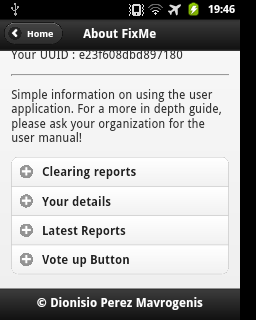 19:46
Home
About FixMe
Your UUID : e23f608dbd897180
Simple information on using the user
application. For a more in depth guide,
please ask your organization for the
user manual!
Clearing reports
Your details
Latest Reports
Vote up Button
© Dionisio Perez Mavrogenis